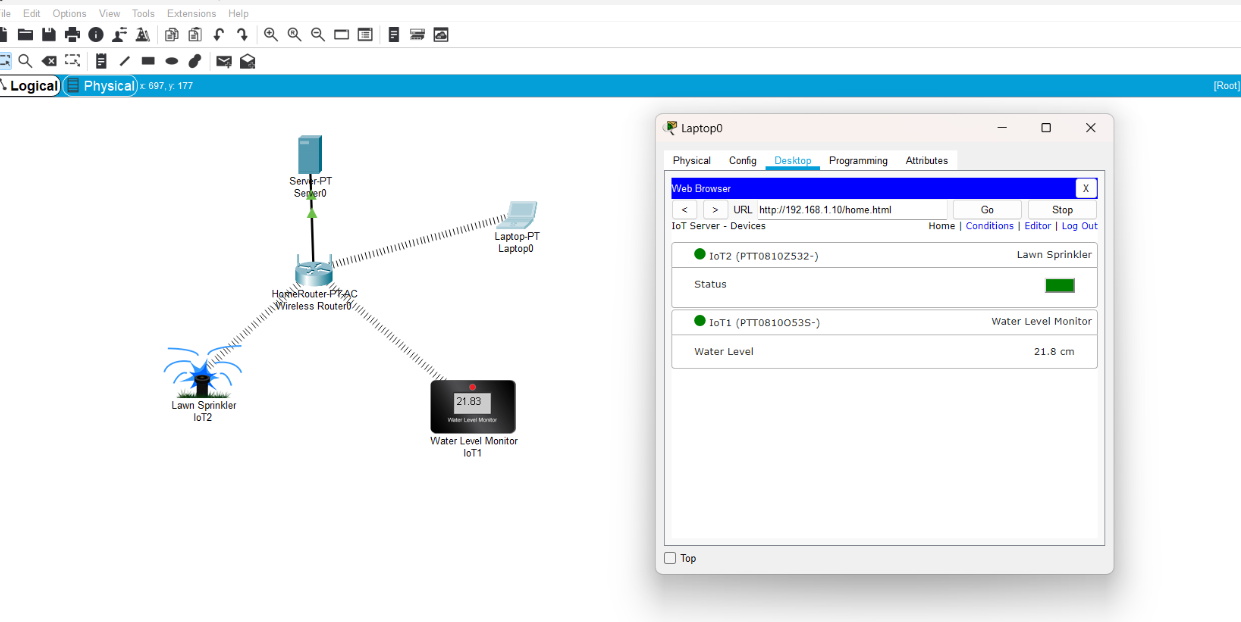 ile Edit Options View Tools Extensions Help
Logical Physical x: 697, y: 177 [Root]
Server-PT
Server0
Laptop-PT
Laptop0
HomeRouter-PT-AC
Wireless Router0
Lawn Sprinkler
IoT2
21.83
Water Level Monitor
Water Level Monitor
IoT1
Laptop0
Physical Config Desktop Programming Attributes
Web Browser X
< > URL http://192.168.1.10/home.html Go Stop
IoT Server - Devices Home | Conditions | Editor | Log Out
IoT2 (PTT0810Z532-) Lawn Sprinkler
Status
IoT1 (PTT0810O53S-) Water Level Monitor
Water Level 21.8 cm
Top